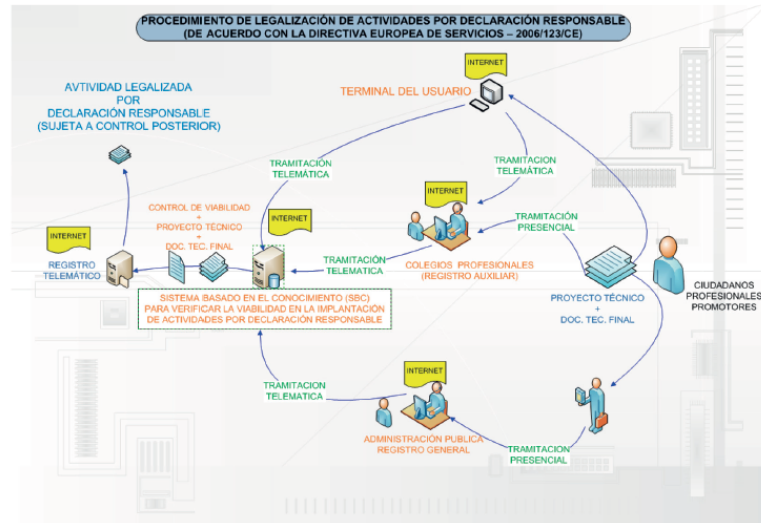 PROCEDIMIENTO DE LEGALIZACIÓN DE ACTIVIDADES POR DECLARACIÓN RESPONSABLE
(DE ACUERDO CON LA DIRECTIVA EUROPEA DE SERVICIOS – 2006/123/CE)
INTERNET
TERMINAL DEL USUARIO
AVTIVIDAD LEGALIZADA
POR
DECLARACIÓN RESPONSABLE
(SUJETA A CONTROL POSTERIOR)
TRAMITACIÓN
TELEMÁTICA
TRAMITACION
TELEMÁTICA
INTERNET
CONTROL DE VIABILIDAD
+
PROYECTO TÉCNICO
+
DOC. TEC. FINAL
INTERNET
TRAMITACIÓN
PRESENCIAL
INTERNET
REGISTRO
TELEMÁTICO
TRAMITACIÓN
TELEMATICA
COLEGIOS PROFESIONALES
(REGISTRO AUXILIAR)
CIUDADANOS
PROFESIONALES
PROMOTORES
PROYECTO TÉCNICO
+
DOC. TEC. FINAL
SISTEMA BASADO EN EL CONOCIMIENTO (SBC)
PARA VERIFICAR LA VIABILIDAD EN LA IMPLANTACIÓN
DE ACTIVIDADES POR DECLARACIÓN RESPONSABLE
INTERNET
TRAMITACION
TELEMATICA
ADMINISTRACIÓN PUBLICA
REGISTRO GENERAL
TRAMITACION
PRESENCIAL